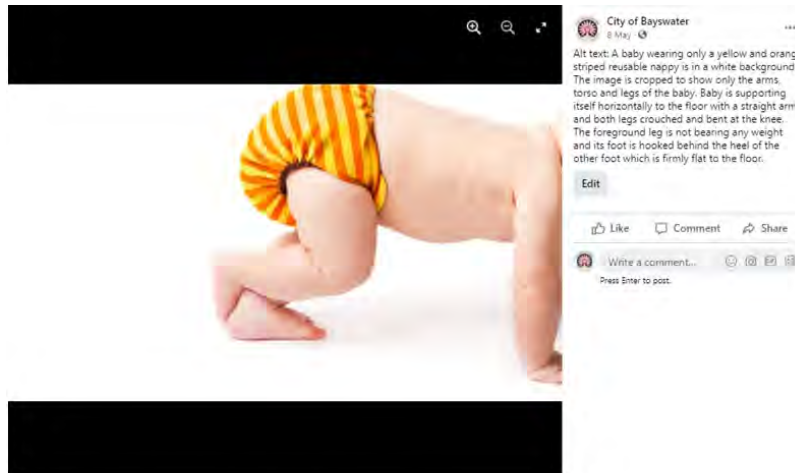 City of Bayswater
8 May
Alt text: A baby wearing only a yellow and orang
striped reusable nappy is in a white background
The image is cropped to show only the arms,
torso and legs of the baby. Baby is supporting
itself horizontally to the floor with a straight arm
and both legs crouched and bent at the knee.
The foreground leg is not bearing any weight
and its foot is hooked behind the heel of the
other foot which is firmly flat to the floor.
Edit
Like Comment Share
Write a comment...
Press Enter to post.